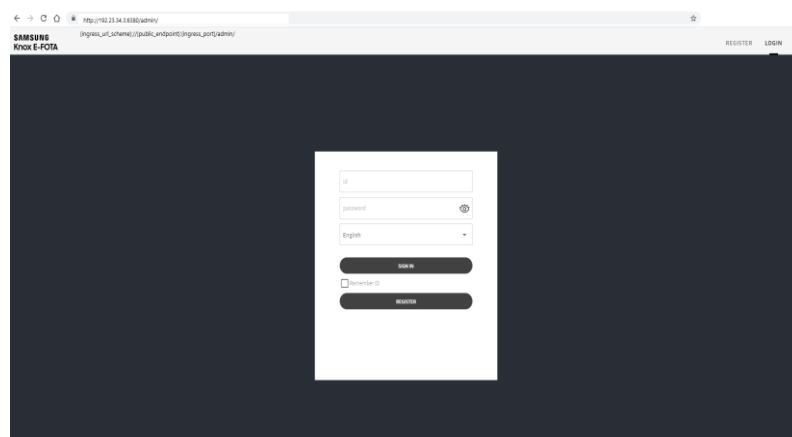 http://192.23.34.3:6380/admin/
SAMSUNG
Knox E-FOTA
{ingress_url_scheme}://{public_endpoint}:{ingress_port}/admin/
REGISTER LOGIN
id
password
English
SIGN IN
Remember ID
REGISTER